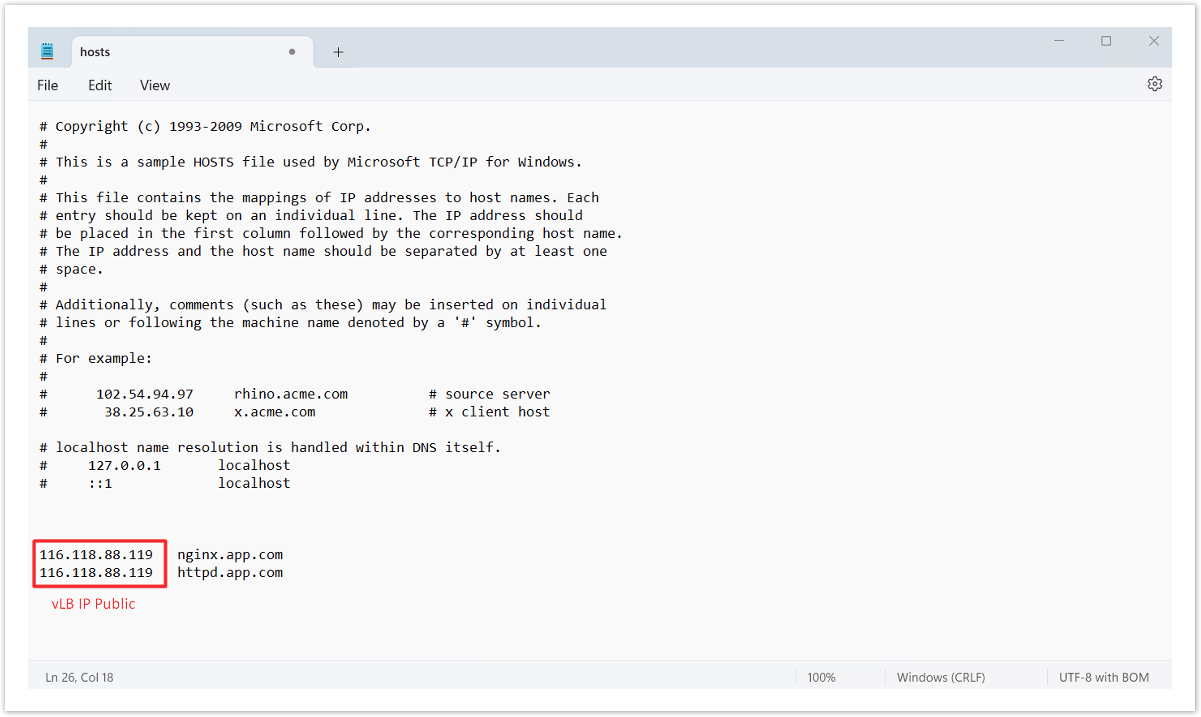 hosts
File Edit View
# Copyright (c) 1993-2009 Microsoft Corp.
#
# This is a sample HOSTS file used by Microsoft TCP/IP for Windows.
#
# This file contains the mappings of IP addresses to host names. Each
# entry should be kept on an individual line. The IP address should
# be placed in the first column followed by the corresponding host name.
# The IP address and the host name should be separated by at least one
# space.
#
# Additionally, comments (such as these) may be inserted on individual
# lines or following the machine name denoted by a '#' symbol.
#
# For example:
#
#      102.54.94.97     rhino.acme.com          # source server
#       38.25.63.10     x.acme.com              # x client host
# localhost name resolution is handled within DNS itself.
#     127.0.0.1       localhost
#     ::1             localhost
116.118.88.119   nginx.app.com
116.118.88.119   httpd.app.com
vLB IP Public
Ln 26, Col 18 100% Windows (CRLF) UTF-8 with BOM